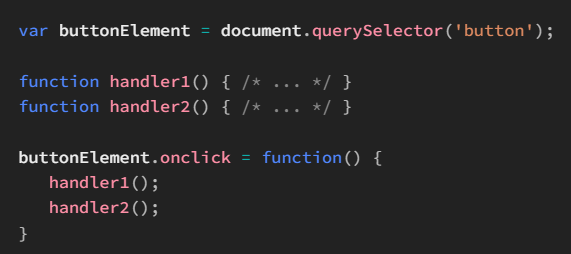 var buttonElement = document.querySelector('button');
function handler1() { /* ... */ }
function handler2() { /* ... */ }
buttonElement.onclick = function() {
handler1();
handler2();
}